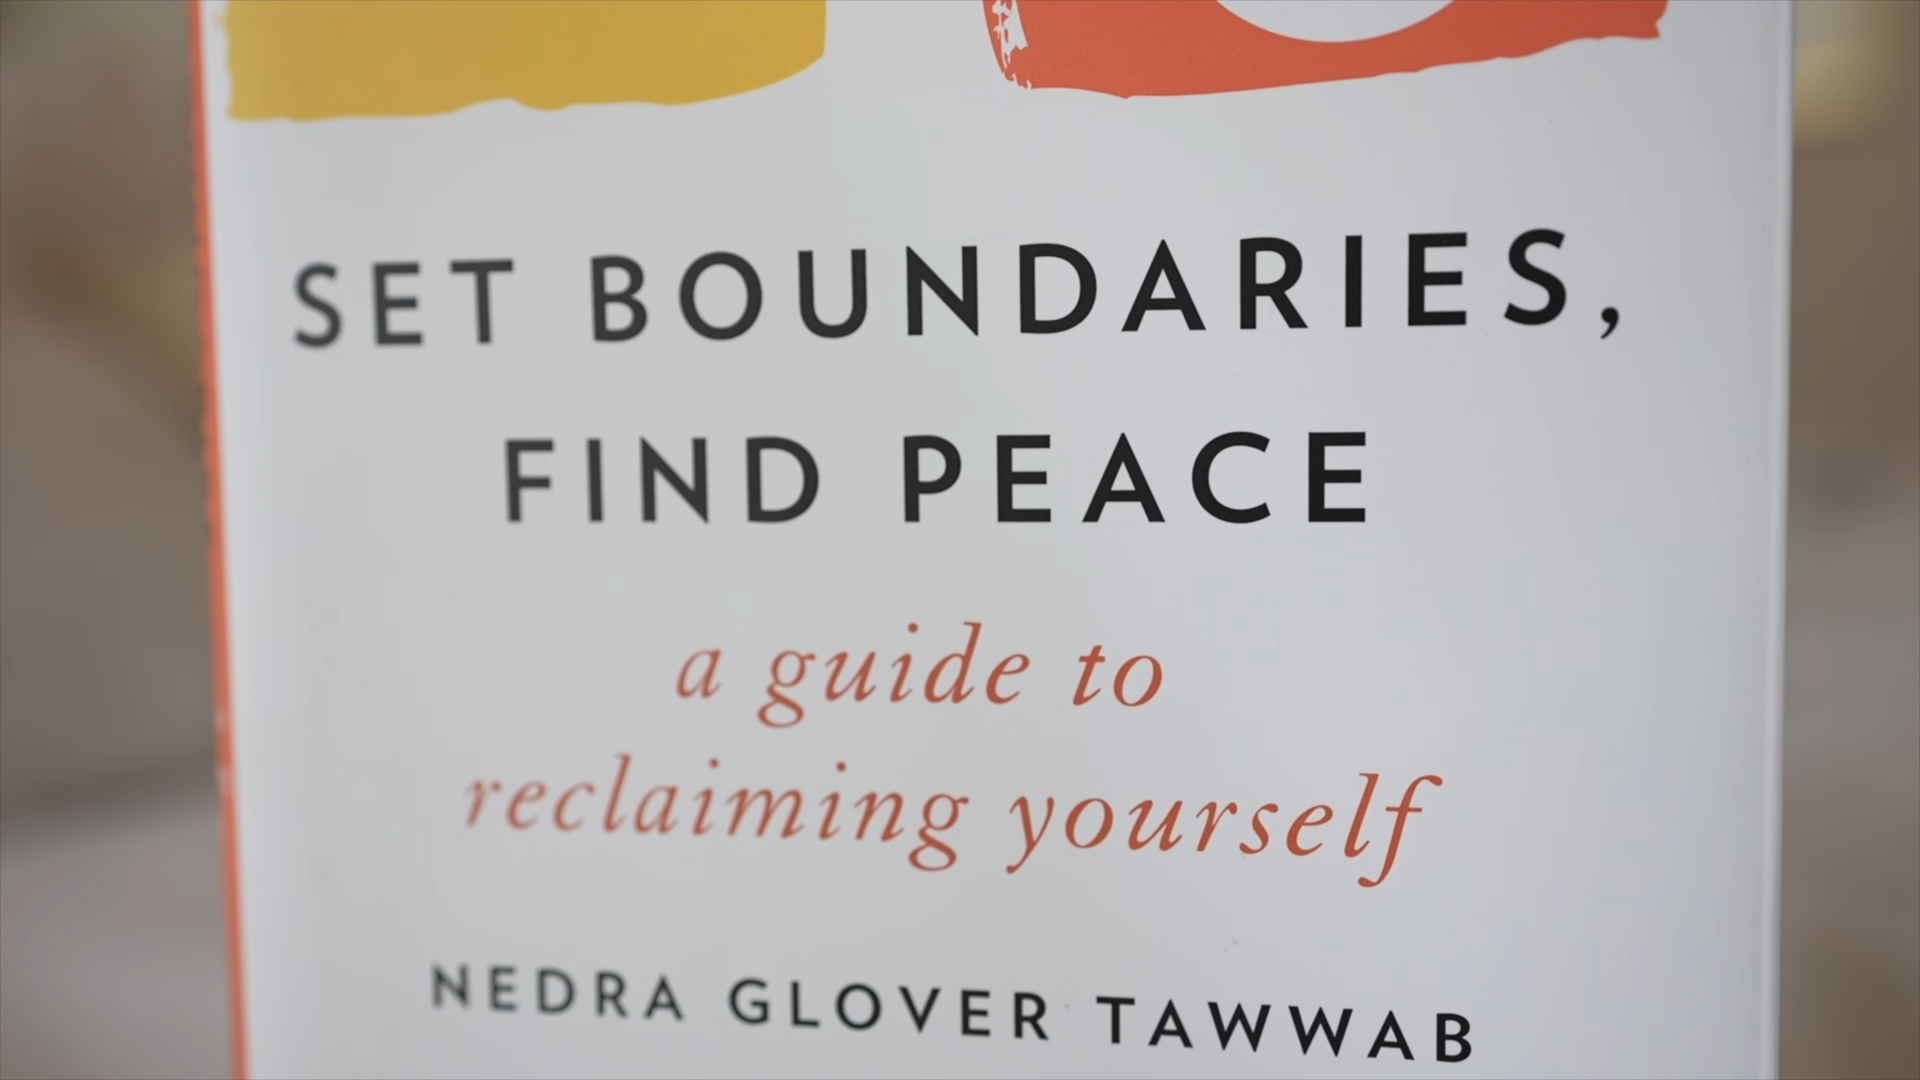 SET BOUNDARIES,
FIND PEACE
a guide to
reclaiming yourself
NEDRA GLOVER TAWWAB